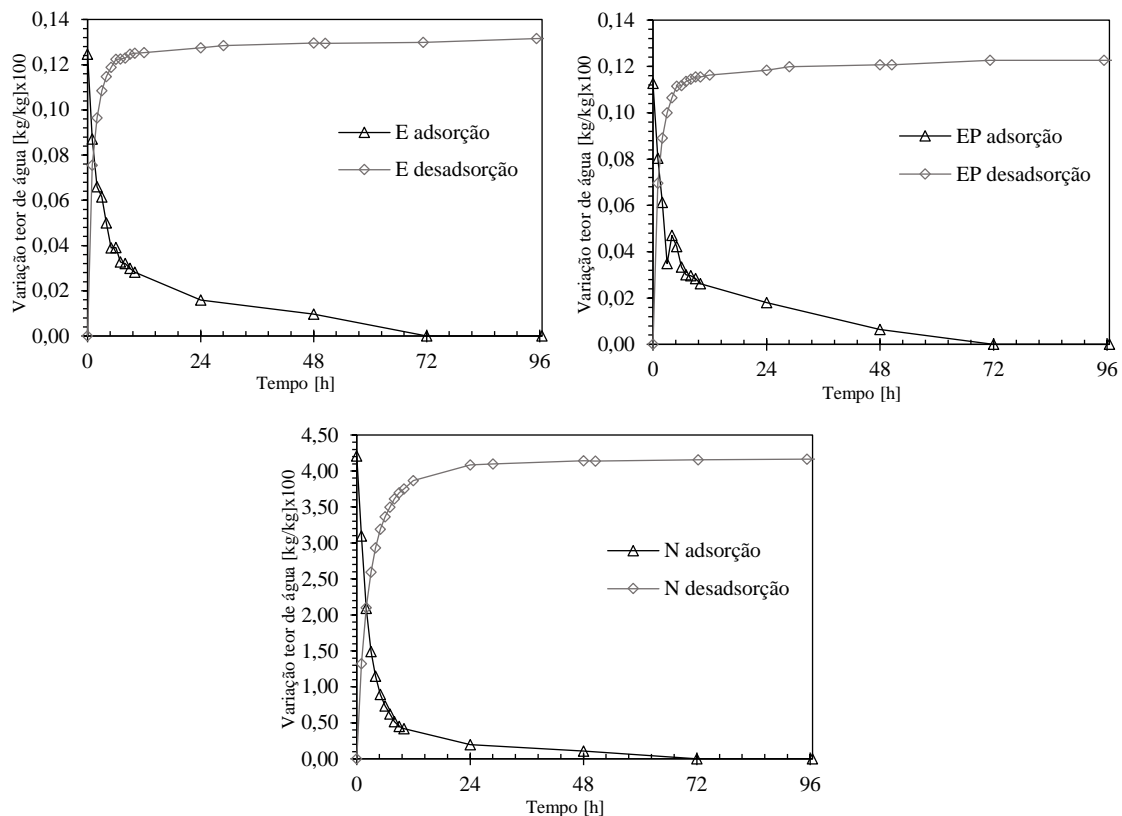 Variação teor de água [kg/kg]x100
0,14
0,12
0,10
0,08
0,06
0,04
0,02
0,00
E adsorção
E desadsorção
0 24 48 72 96
Tempo [h]
Variação teor de água [kg/kg]x100
0,14
0,12
0,10
0,08
0,06
0,04
0,02
0,00
EP adsorção
EP desadsorção
0 24 48 72 96
Tempo [h]
Variação teor de água [kg/kg]x100
4,50
4,00
3,50
3,00
2,50
2,00
1,50
1,00
0,50
0,00
N adsorção
N desadsorção
0 24 48 72 96
Tempo [h]